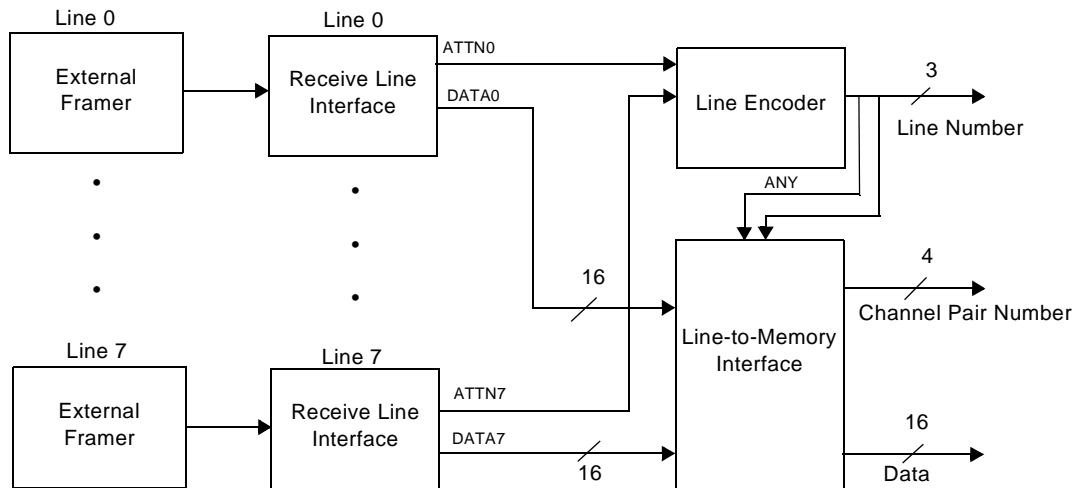 Line 0
Line 0
External
Framer
Receive Line
Interface
ATTN0
DATA0
Line Encoder
3
Line Number
ANY
16
4
Channel Pair Number
Line-to-Memory
Interface
Line 7
Line 7
External
Framer
Receive Line
Interface
ATTN7
DATA7
16
16
Data